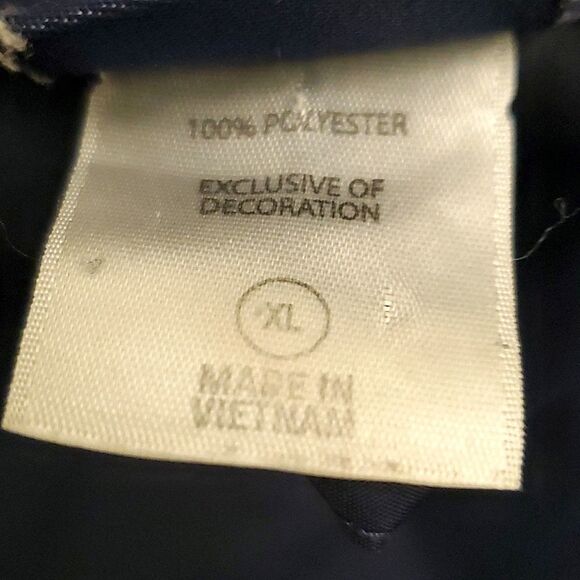 100% POLYESTER
EXCLUSIVE OF
DECORATION
XL
MADE IN
VIETNAM